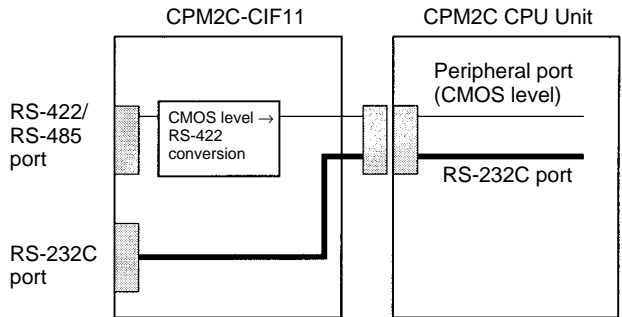 CPM2C-CIF11
CPM2C CPU Unit
RS-422/
RS-485
port
CMOS level →
RS-422
conversion
Peripheral port
(CMOS level)
RS-232C port
RS-232C
port